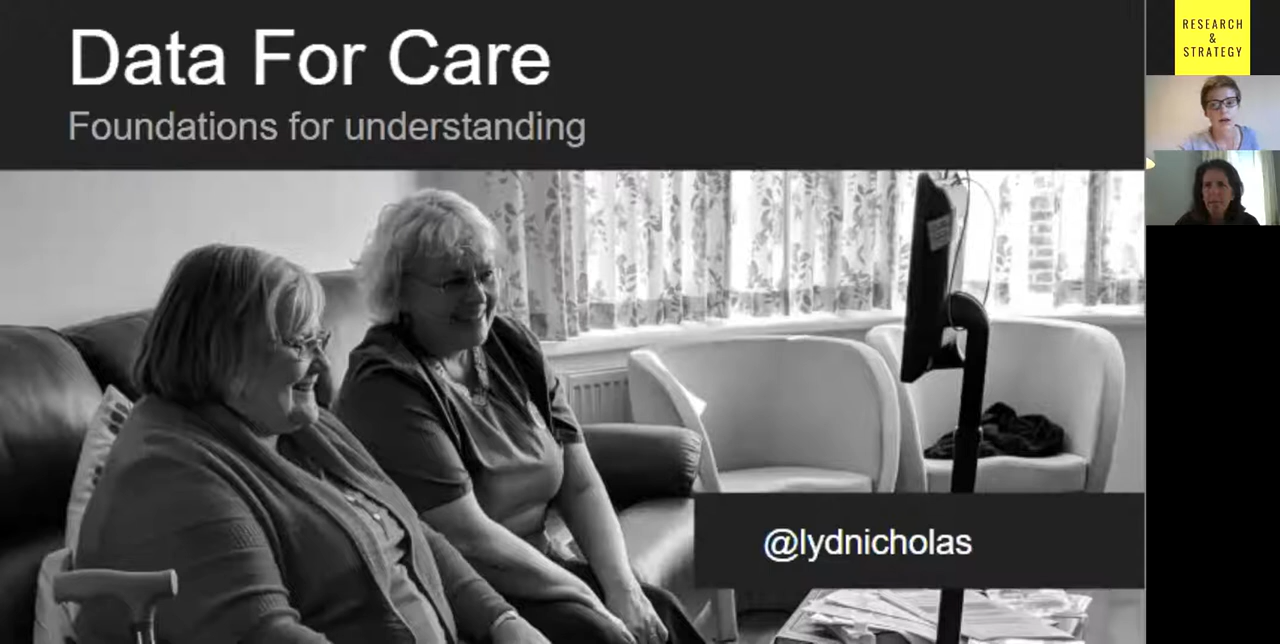 Data For Care
Foundations for understanding
@lydnicholas
RESEARCH
&
STRATEGY